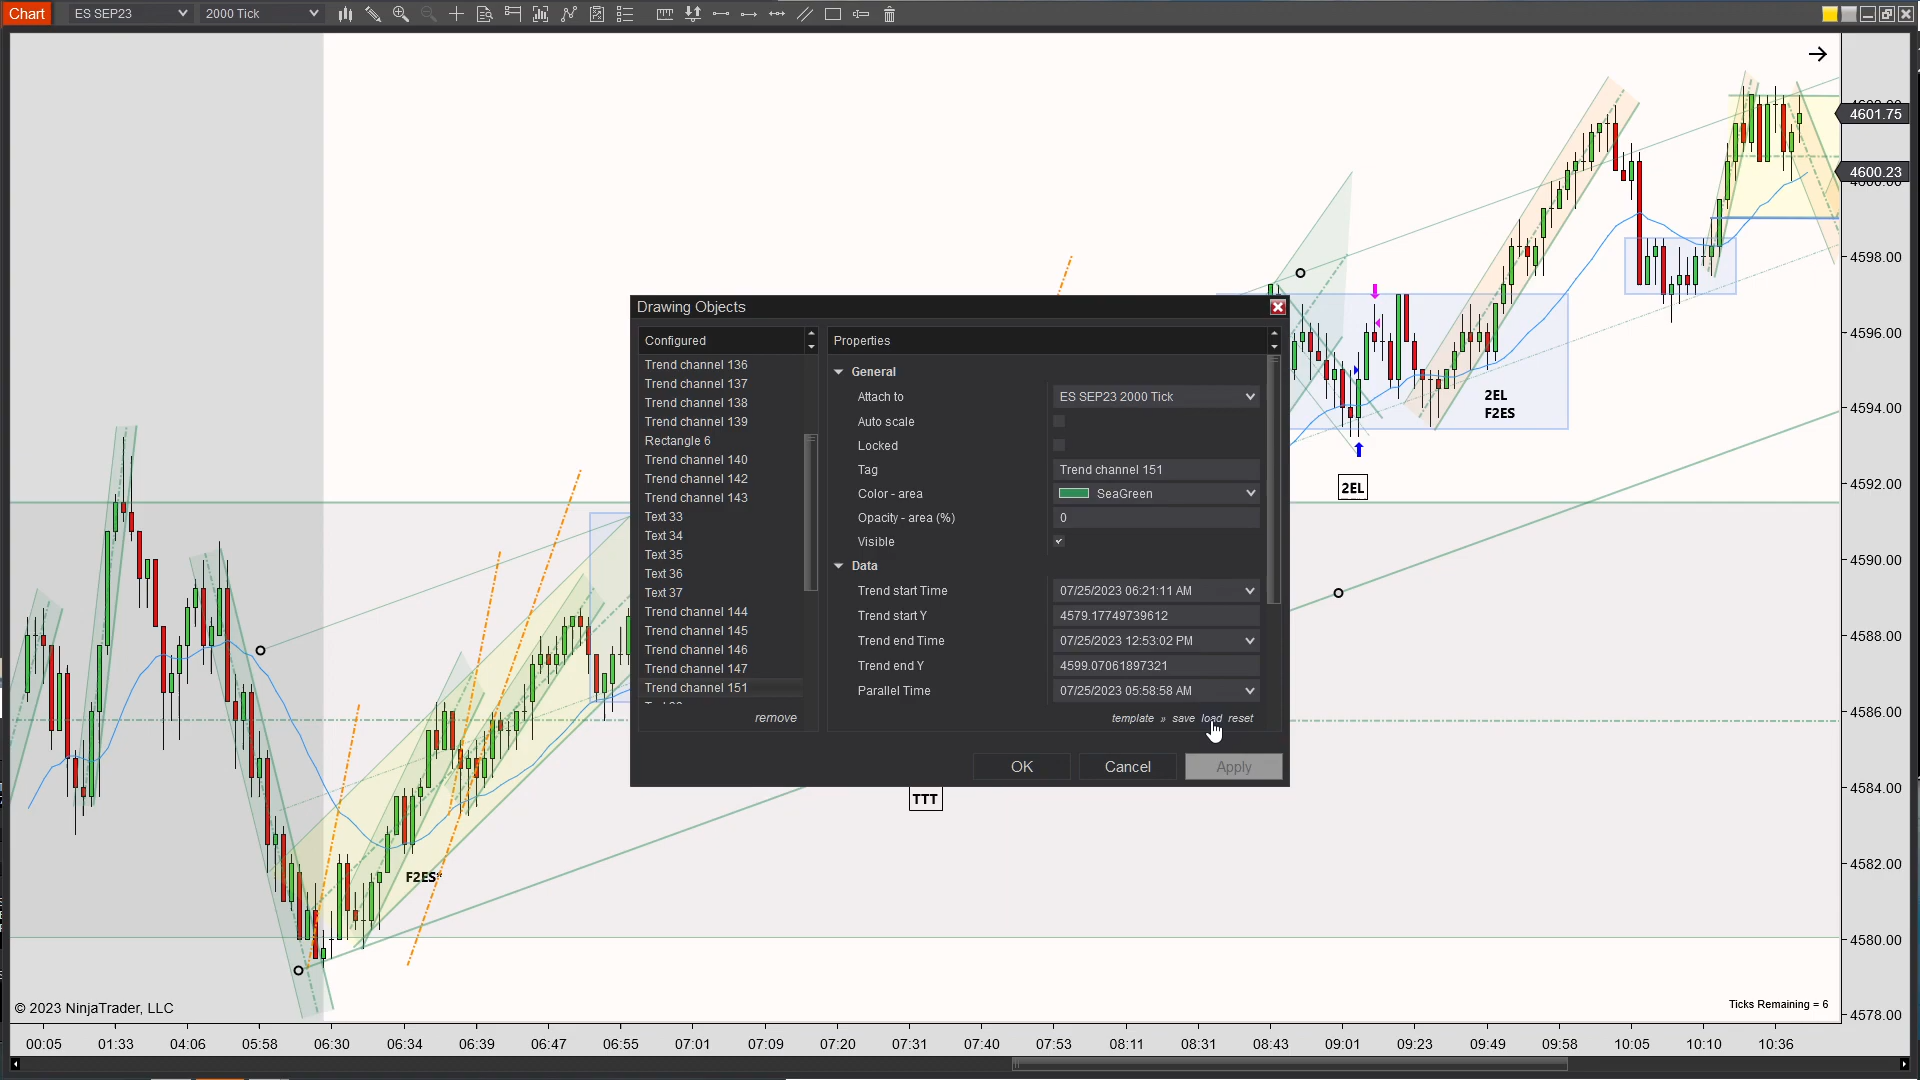 Chart
ES SEP23
2000 Tick
4601.75
4600.23
4598.00
4596.00
4594.00
4592.00
4590.00
4588.00
4586.00
4584.00
4582.00
4580.00
4578.00
2EL
F2ES
2EL
TTT
F2ES*
Drawing Objects
Configured
Trend channel 136
Trend channel 137
Trend channel 138
Trend channel 139
Rectangle 6
Trend channel 140
Trend channel 142
Trend channel 143
Text 33
Text 34
Text 35
Text 36
Text 37
Trend channel 144
Trend channel 145
Trend channel 146
Trend channel 147
Trend channel 151
remove
Properties
General
Attach to ES SEP23 2000 Tick
Auto scale
Locked
Tag Trend channel 151
Color - area SeaGreen
Opacity - area (%) 0
Visible
Data
Trend start Time 07/25/2023 06:21:11 AM
Trend start Y 4579.17749739612
Trend end Time 07/25/2023 12:53:02 PM
Trend end Y 4599.07061897321
Parallel Time 07/25/2023 05:58:58 AM
template » save load reset
OK Cancel Apply
© 2023 NinjaTrader, LLC
Ticks Remaining = 6
00:05 01:33 04:06 05:58 06:30 06:34 06:39 06:47 06:55 07:01 07:09 07:20 07:31 07:40 07:53 08:11 08:31 08:43 09:01 09:23 09:49 09:58 10:05 10:10 10:36